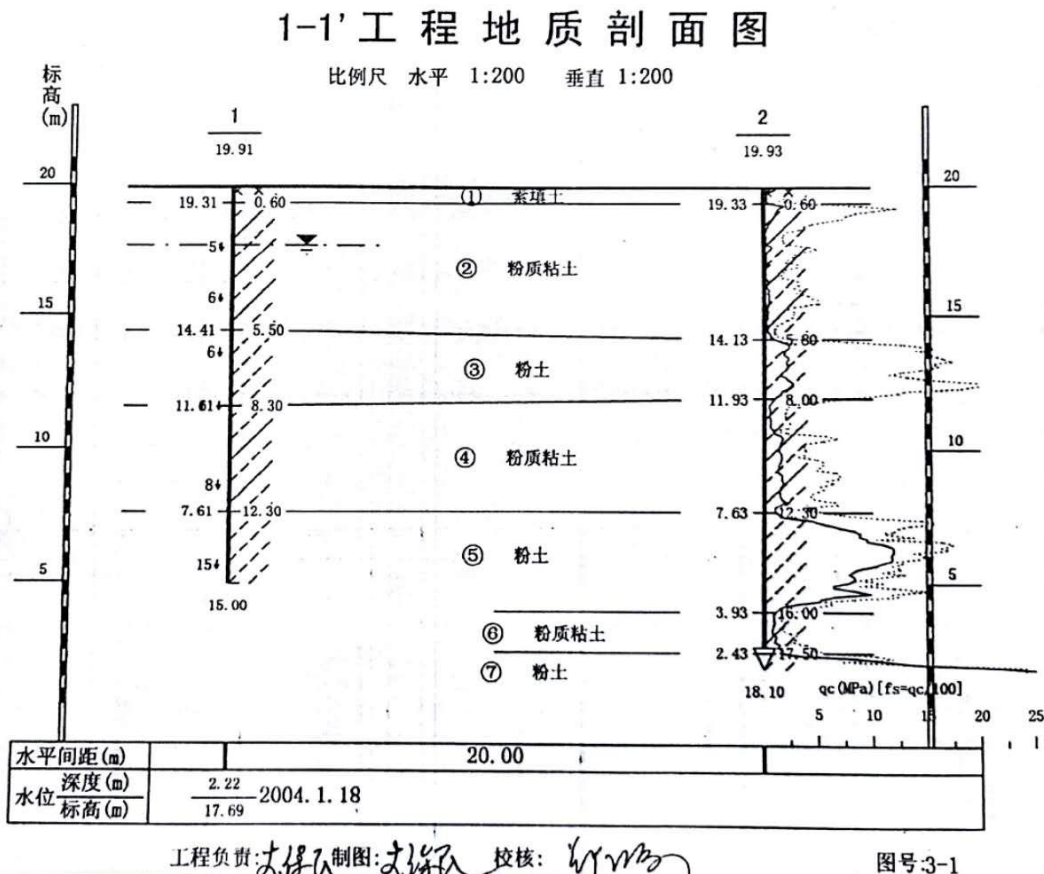 1-1'工程地质剖面图
比例尺 水平 1:200 垂直 1:200
标高(m)
1
19.91
2
19.93
20
20
19.31 0.60
① 素填土
19.33 0.60
5
② 粉质粘土
6
15
15
14.41 5.50
14.13 5.80
6
③ 粉土
8.30
11.93 8.00
10
10
④ 粉质粘土
8
7.61 12.30
7.63 12.30
15
⑤ 粉土
5
5
15.00
3.93 16.00
⑥ 粉质粘土
2.43 17.50
⑦ 粉土
18.10
qc(MPa)[fs=qc/100]
5 10 15 20 25
水平间距(m) 20.00
水位 深度(m) 2.22 2004.1.18
标高(m) 17.69
工程负责: 制图: 校核: 图号:3-1